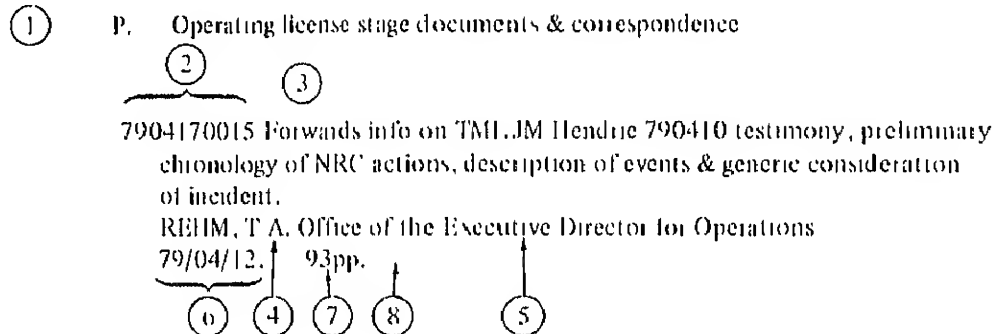 1 P. Operating license stage documents & correspondence
2 3
7904170015 Forwards info on TMI. JM Hendrie 790410 testimony, preliminary
chronology of NRC actions, description of events & generic consideration
of incident.
REHM, T A. Office of the Executive Director for Operations
79/04/12. 93pp.
6 4 7 8 5